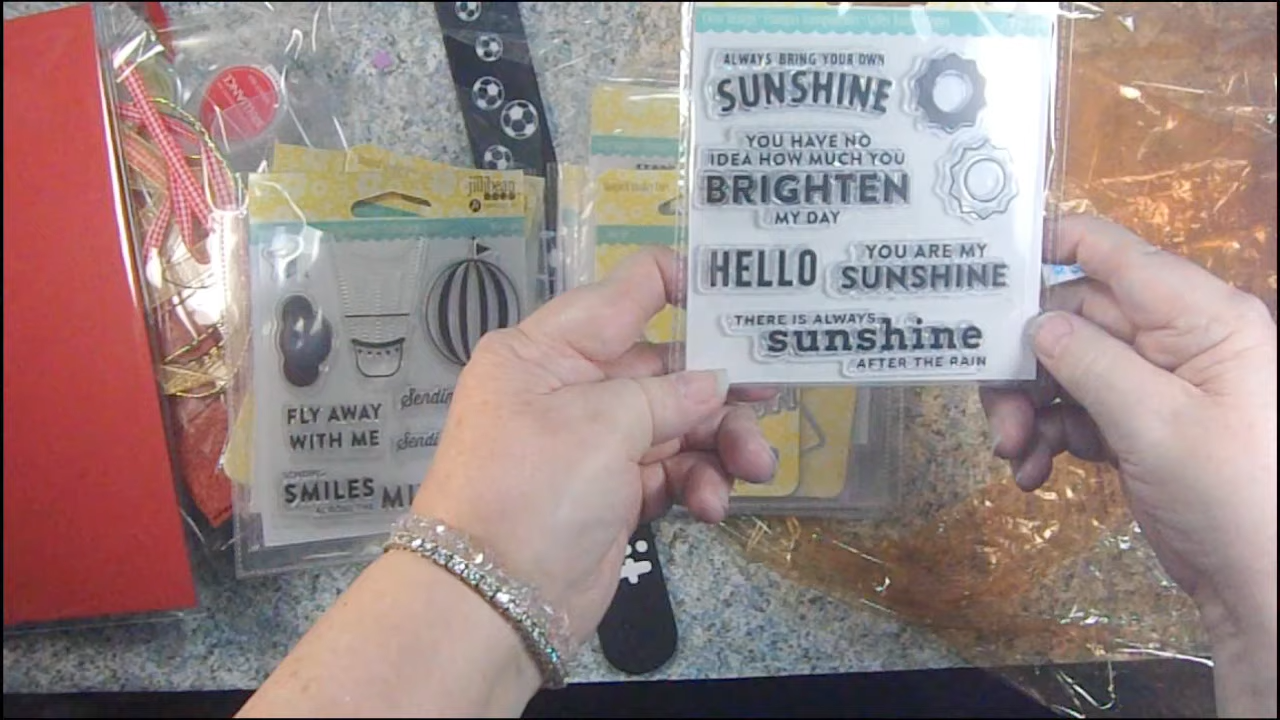 ALWAYS BRING YOUR OWN
SUNSHINE
YOU HAVE NO
IDEA HOW MUCH YOU
BRIGHTEN
MY DAY
HELLO
YOU ARE MY
SUNSHINE
THERE IS ALWAYS
sunshine
AFTER THE RAIN
jillibean
FLY AWAY
WITH ME
SMILES